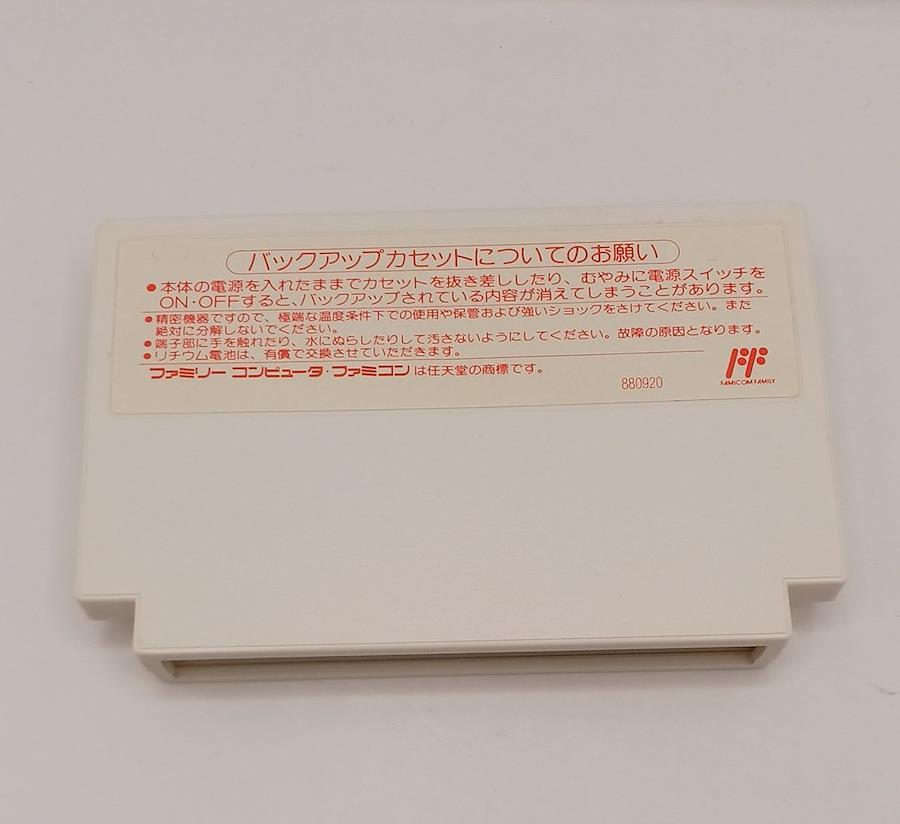 バックアップカセットについてのお願い
●本体の電源を入れたままでカセットを抜き差ししたり、むやみに電源スイッチを
ON・OFFすると、バックアップされている内容が消えてしまうことがあります。
●精密機器ですので、極端な温度条件下での使用や保管および強いショックをさけてください。また
絶対に分解しないでください。
●端子部に手を触れたり、水にぬらしたりして汚さないようにしてください。故障の原因となります。
●リチウム電池は、有償で交換させていただきます。
ファミリーコンピュータ・ファミコンは任天堂の商標です。
880920
FAMICOM FAMILY